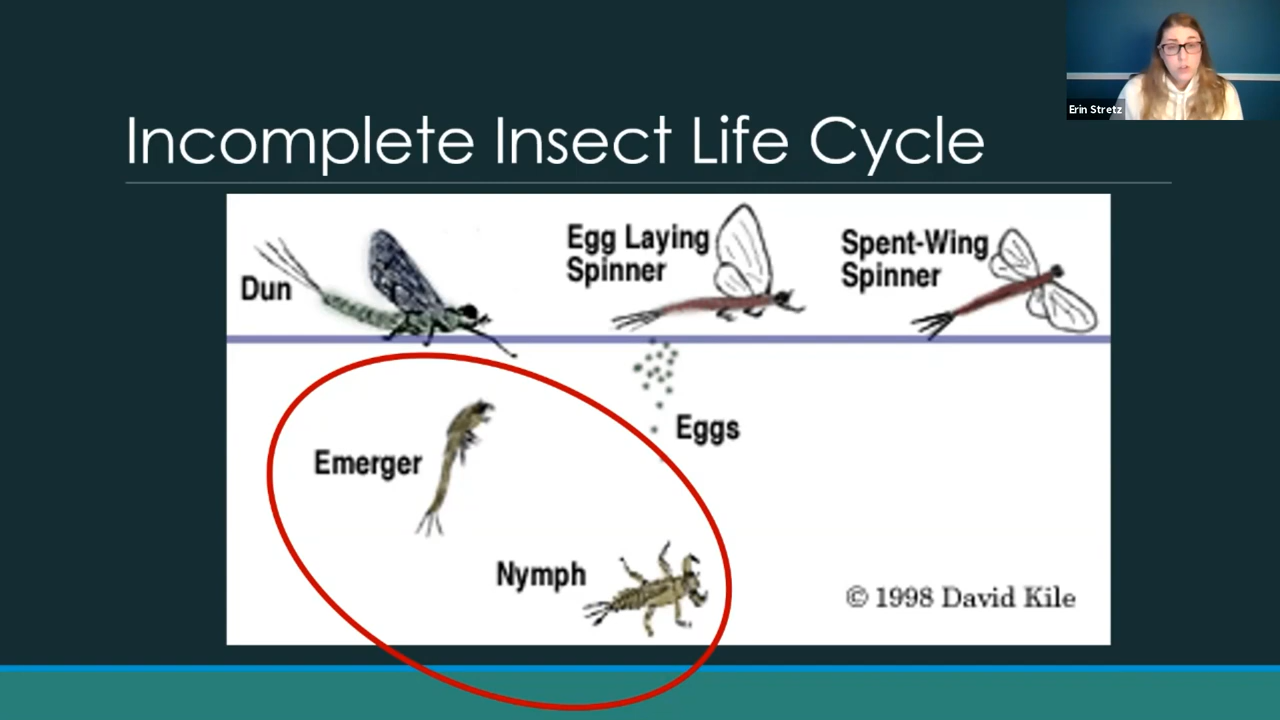 Erin Stretz
Incomplete Insect Life Cycle
Dun
Egg Laying
Spinner
Spent-Wing
Spinner
Emerger
Eggs
Nymph
© 1998 David Kile